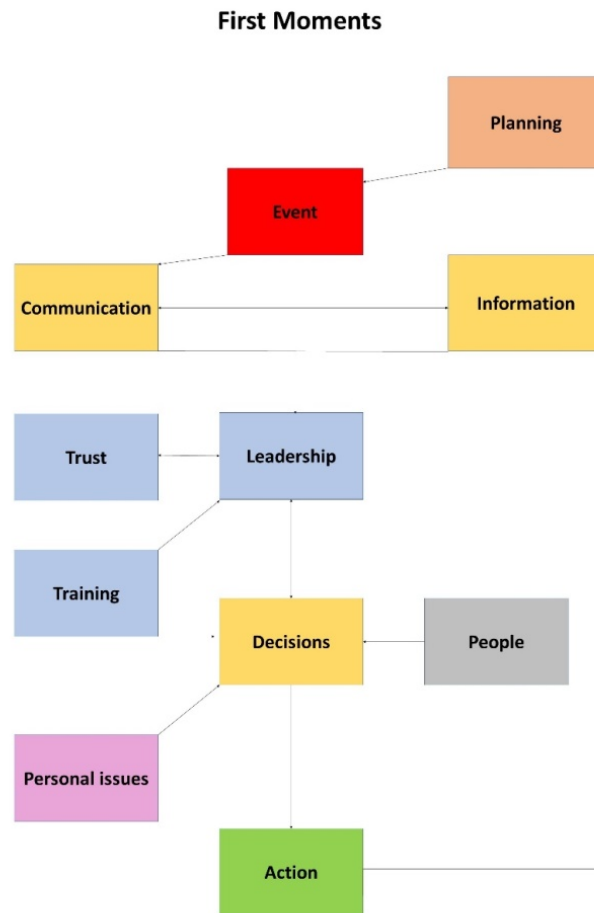 First Moments
Planning
Event
Communication
Information
Trust
Leadership
Training
Decisions
People
Personal issues
Action